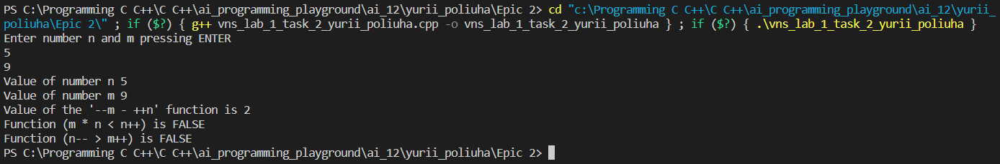 PS C:\Programming C C++\C C++\ai_programming_playground\ai_12\yurii_poliuha\Epic 2> cd "c:\Programming C C++\C C++\ai_programming_playground\ai_12\yurii_
poliuha\Epic 2\" ; if ($?) { g++ vns_lab_1_task_2_yurii_poliuha.cpp -o vns_lab_1_task_2_yurii_poliuha } ; if ($?) { .\vns_lab_1_task_2_yurii_poliuha }
Enter number n and m pressing ENTER
5
9
Value of number n 5
Value of number m 9
Value of the '--m - ++n' function is 2
Function (m * n < n++) is FALSE
Function (n-- > m++) is FALSE
PS C:\Programming C C++\C C++\ai_programming_playground\ai_12\yurii_poliuha\Epic 2>